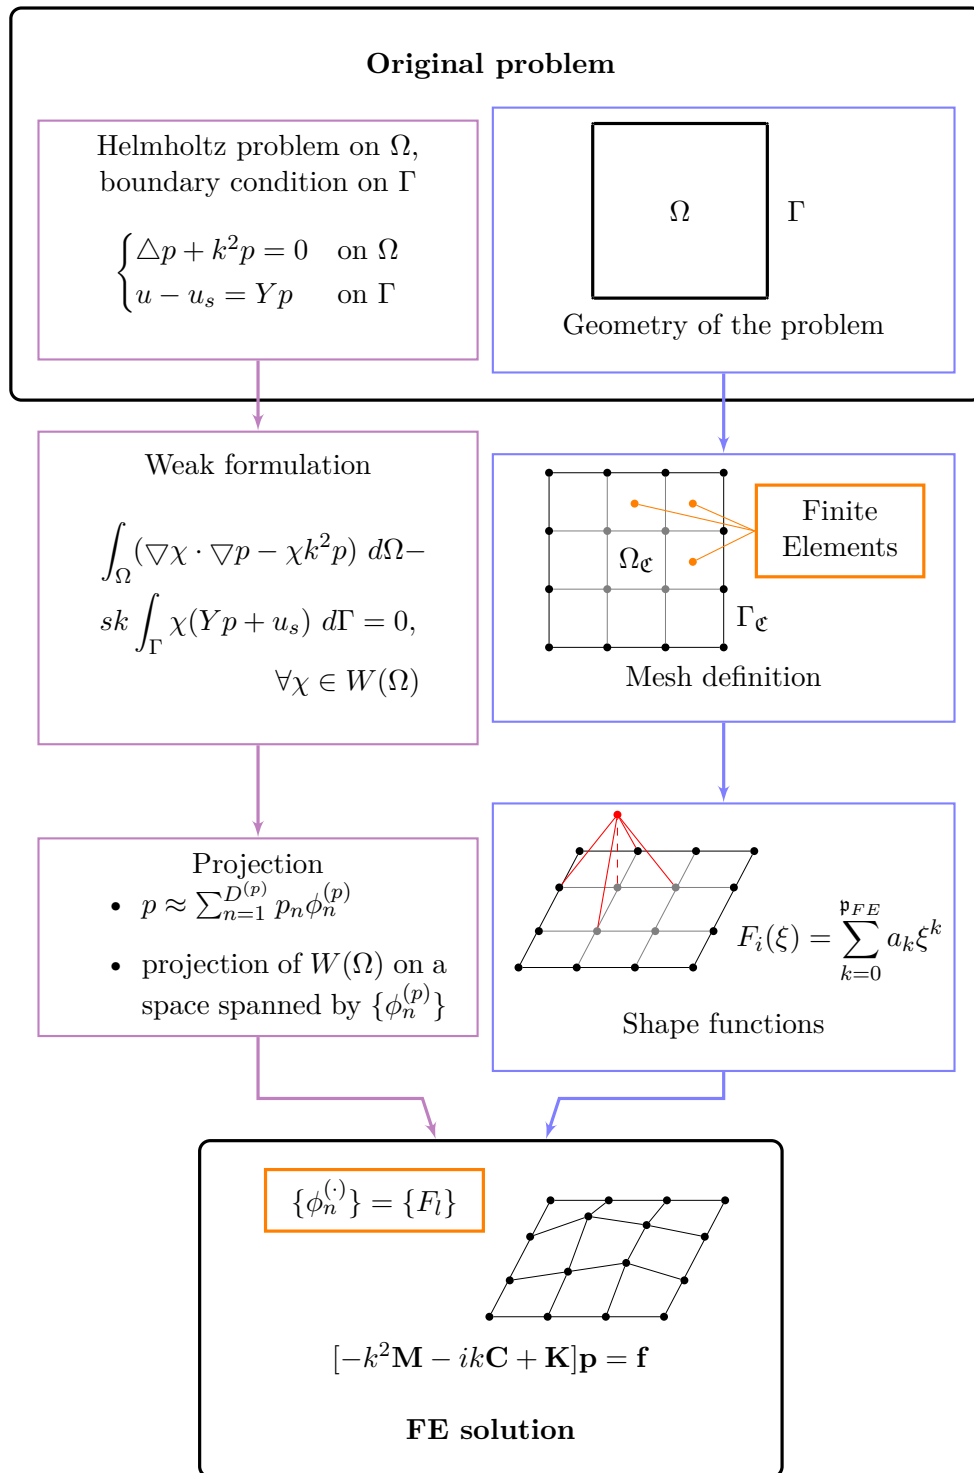 Original problem
Helmholtz problem on Ω,
boundary condition on Γ
△p + k²p = 0 on Ω
u − u_s = Yp on Γ
Ω
Γ
Geometry of the problem
Weak formulation
∫_Ω (▽χ · ▽p − χk²p) dΩ−
sk ∫_Γ χ(Yp + u_s) dΓ = 0,
∀χ ∈ W(Ω)
Finite
Elements
Ω_𝕮
Γ_𝕮
Mesh definition
Projection
• p ≈ ∑_{n=1}^{D^{(p)}} p_n ϕ_n^{(p)}
• projection of W(Ω) on a
space spanned by {ϕ_n^{(p)}}
F_i(ξ) = ∑_{k=0}^{𝔭_{FE}} a_k ξ^k
Shape functions
{ϕ_n^{(·)}} = {F_l}
[−k²𝐌 − ik𝐂 + 𝐊]𝐩 = 𝐟
FE solution